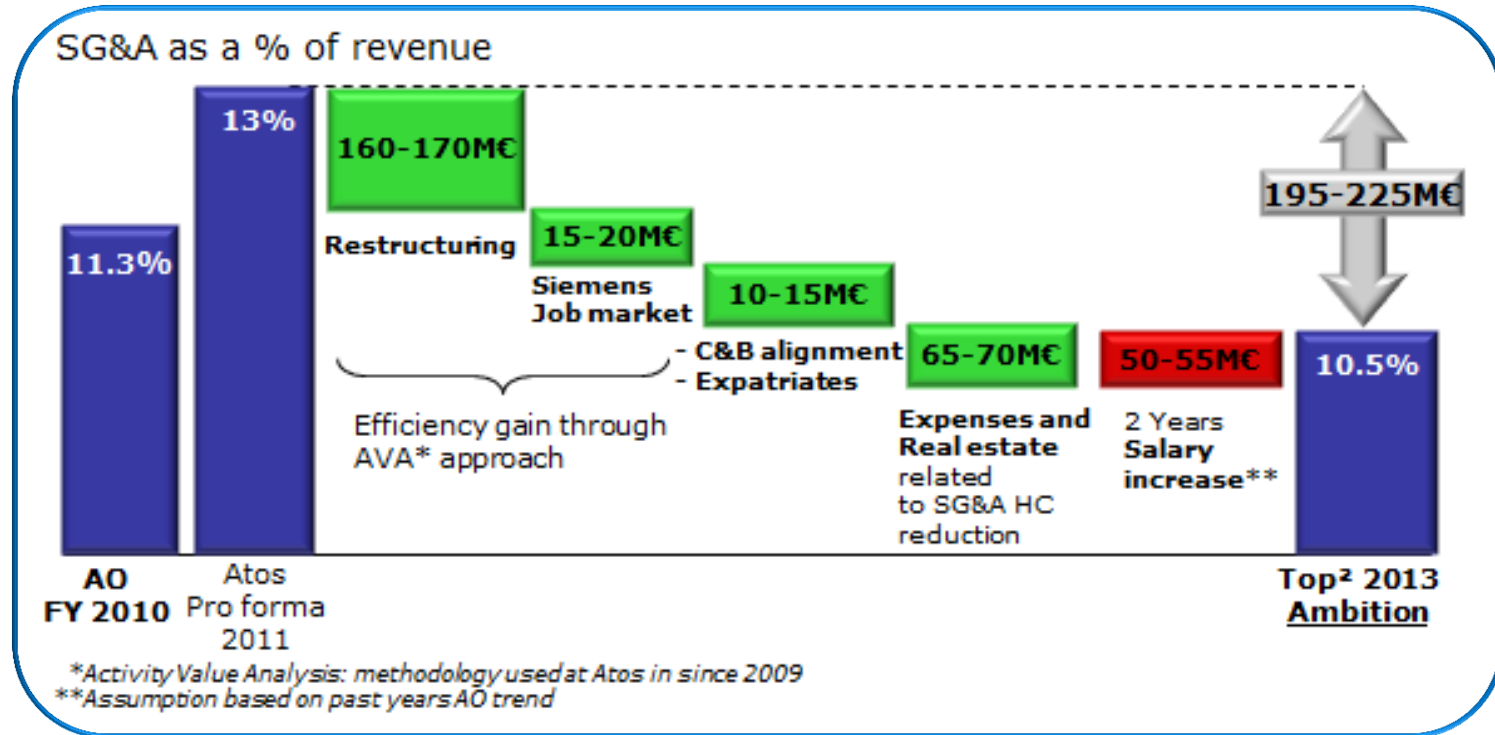 SG&A as a % of revenue
11.3%
13%
160-170M€
Restructuring
15-20M€
Siemens
Job market
10-15M€
- C&B alignment
- Expatriates
65-70M€
Expenses and
Real estate
related
to SG&A HC
reduction
50-55M€
2 Years
Salary
increase**
195-225M€
10.5%
Efficiency gain through
AVA* approach
AO
FY 2010
Atos
Pro forma
2011
Top² 2013
Ambition
*Activity Value Analysis: methodology used at Atos in since 2009
**Assumption based on past years AO trend